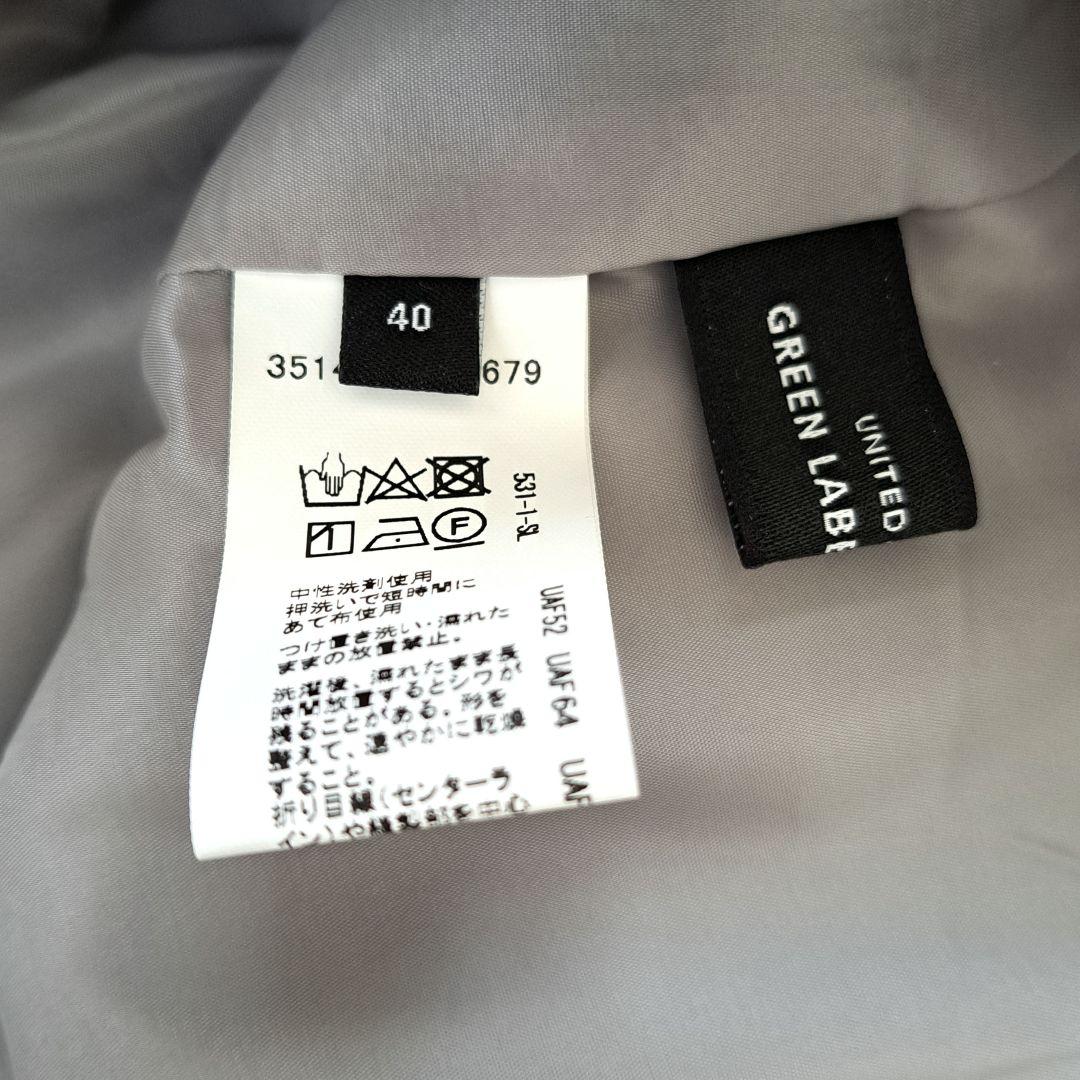 40
351
679
531-1-SL
F
中性洗剤使用
押洗いで短時間に
あて布使用
つけ置き洗い・濡れた
ままの放置禁止。
洗濯後、濡れたまま長
時間放置するとシワが
残ることがある。形を
整えて、速やかに乾燥
すること。
折り目線(センターラ
イン)や
UAF52 UAF64 UAF
UNITED
GREEN LABE